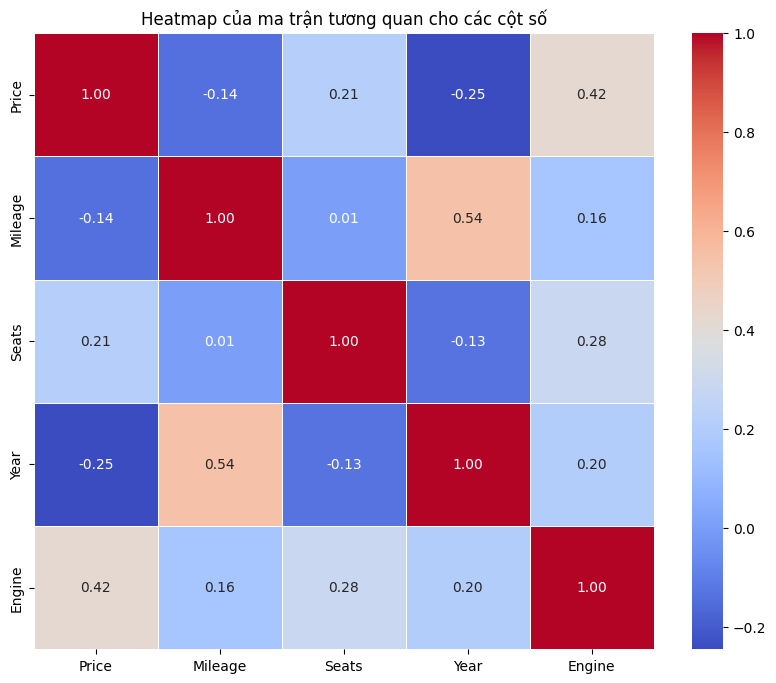 Heatmap của ma trận tương quan cho các cột số
Price 1.00 -0.14 0.21 -0.25 0.42
Mileage -0.14 1.00 0.01 0.54 0.16
Seats 0.21 0.01 1.00 -0.13 0.28
Year -0.25 0.54 -0.13 1.00 0.20
Engine 0.42 0.16 0.28 0.20 1.00
Price Mileage Seats Year Engine
1.0
0.8
0.6
0.4
0.2
0.0
−0.2